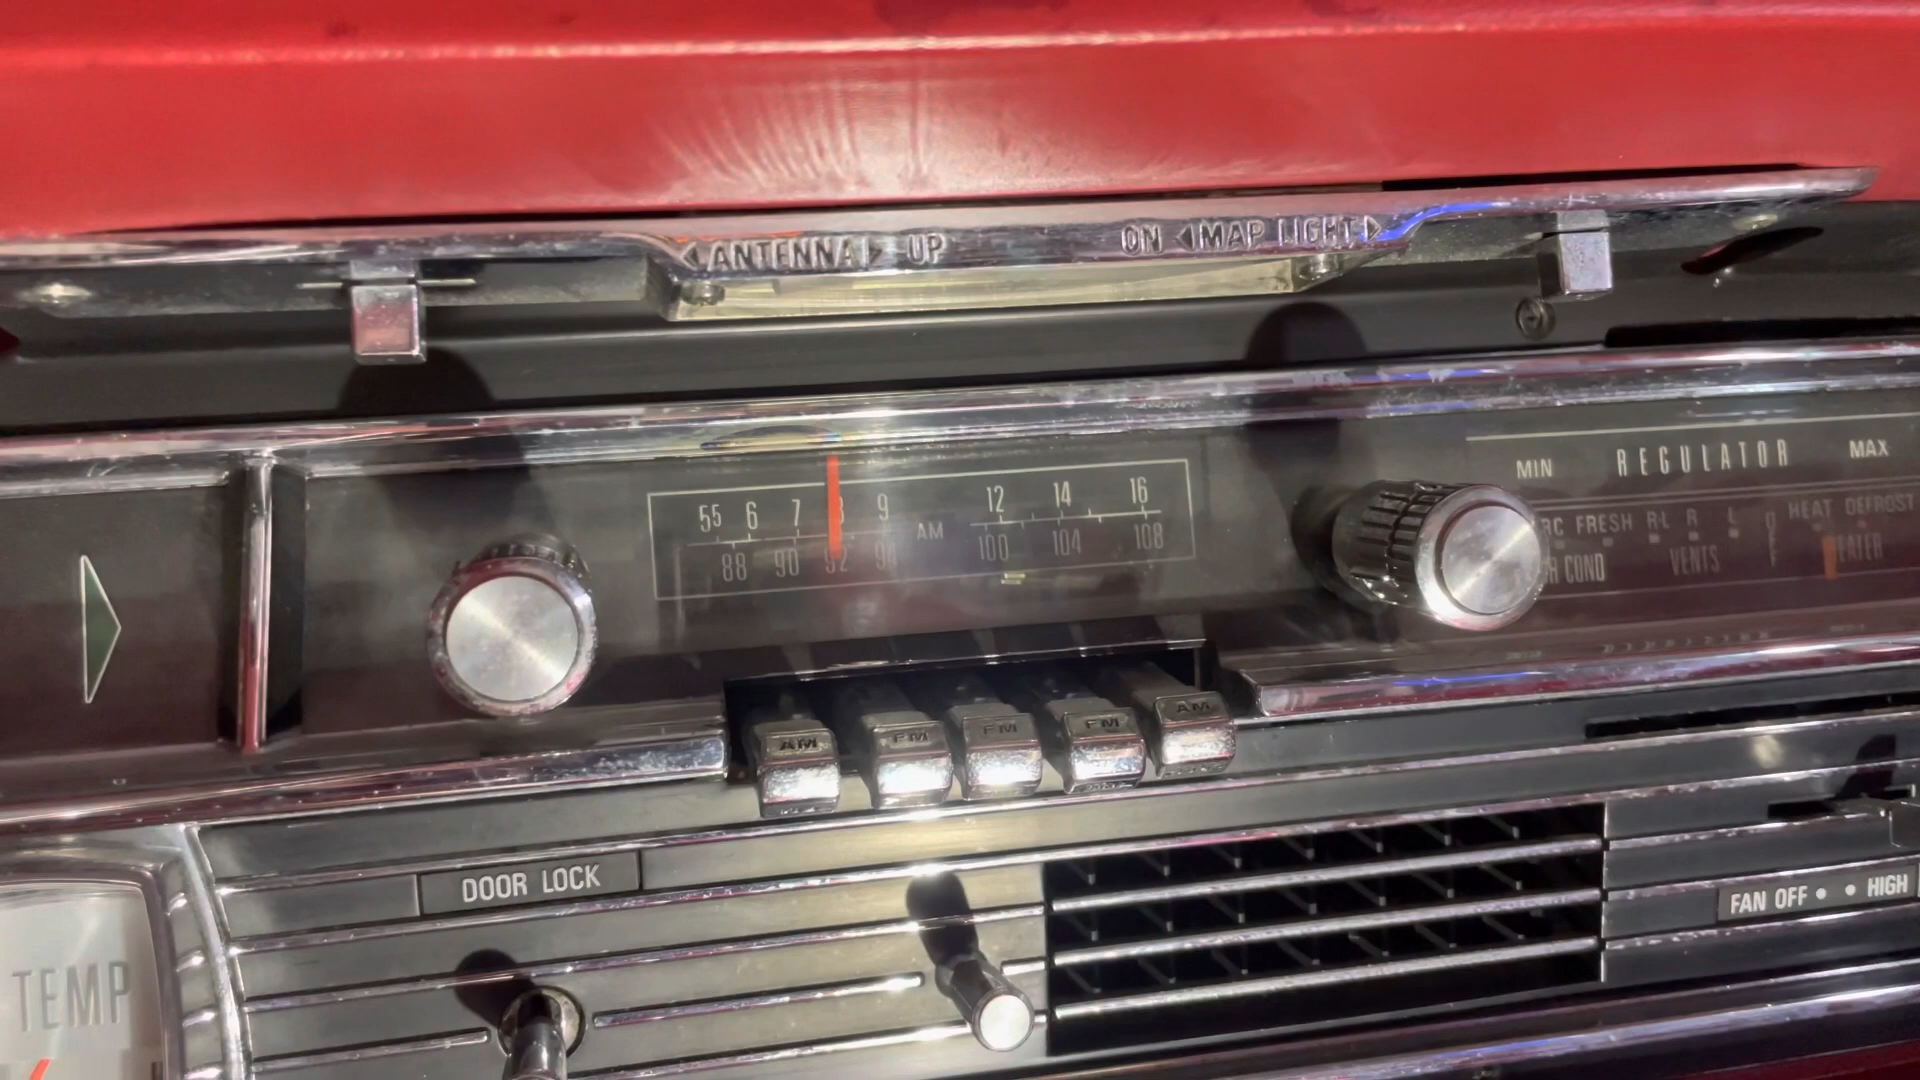 ANTENNA UP
ON MAP LIGHT
MIN REGULATOR MAX
55 6 7 8 9 12 14 16
AM
88 90 92 94 100 104 108
FRESH R-L R L HEAT DEFROST
COND VENTS
AM FM FM FM AM
DOOR LOCK
FAN OFF • • HIGH
TEMP